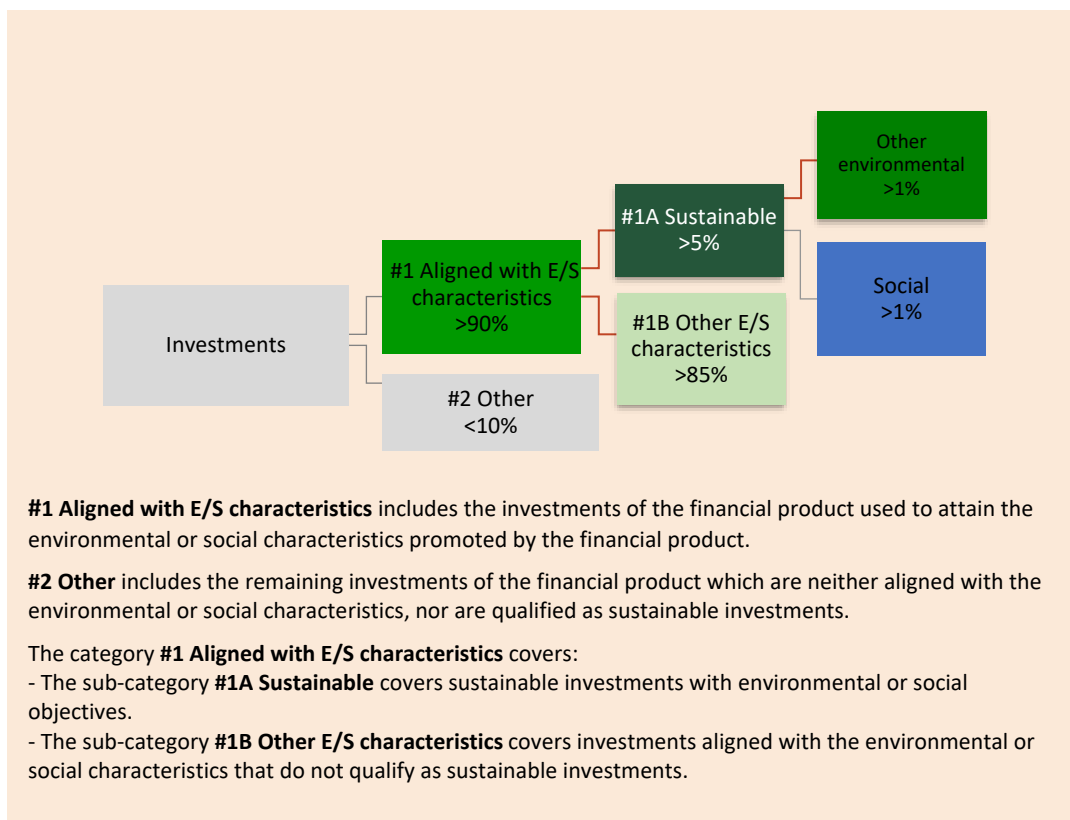 Other
environmental
>1%
#1A Sustainable
>5%
#1 Aligned with E/S
characteristics
>90%
Social
>1%
Investments
#1B Other E/S
characteristics
>85%
#2 Other
<10%
#1 Aligned with E/S characteristics includes the investments of the financial product used to attain the
environmental or social characteristics promoted by the financial product.
#2 Other includes the remaining investments of the financial product which are neither aligned with the
environmental or social characteristics, nor are qualified as sustainable investments.
The category #1 Aligned with E/S characteristics covers:
- The sub-category #1A Sustainable covers sustainable investments with environmental or social
objectives.
- The sub-category #1B Other E/S characteristics covers investments aligned with the environmental or
social characteristics that do not qualify as sustainable investments.